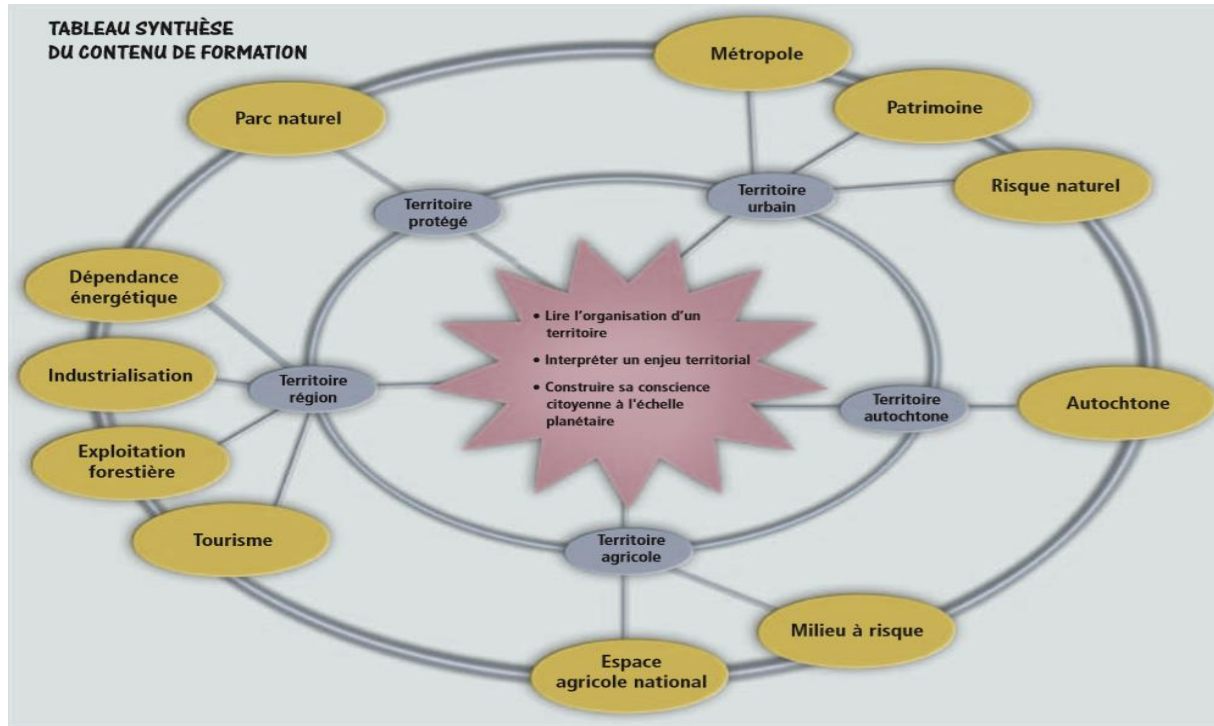 TABLEAU SYNTHÈSE
DU CONTENU DE FORMATION
Métropole
Patrimoine
Parc naturel
Risque naturel
Territoire
urbain
Territoire
protégé
Dépendance
énergétique
• Lire l'organisation d'un
territoire
• Interpréter un enjeu territorial
• Construire sa conscience
citoyenne à l'échelle
planétaire
Industrialisation
Territoire
région
Territoire
autochtone
Autochtone
Exploitation
forestière
Tourisme
Territoire
agricole
Milieu à risque
Espace
agricole national